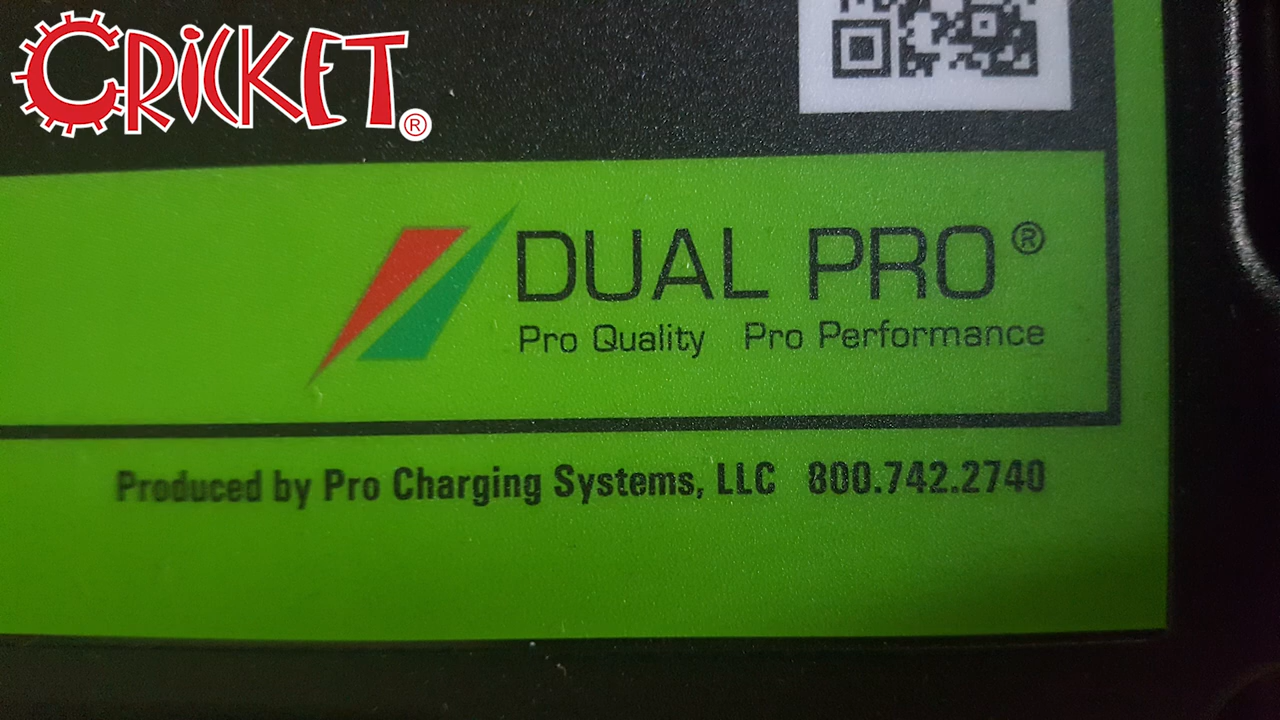 CRICKET®
DUAL PRO®
Pro Quality Pro Performance
Produced by Pro Charging Systems, LLC 800.742.2740